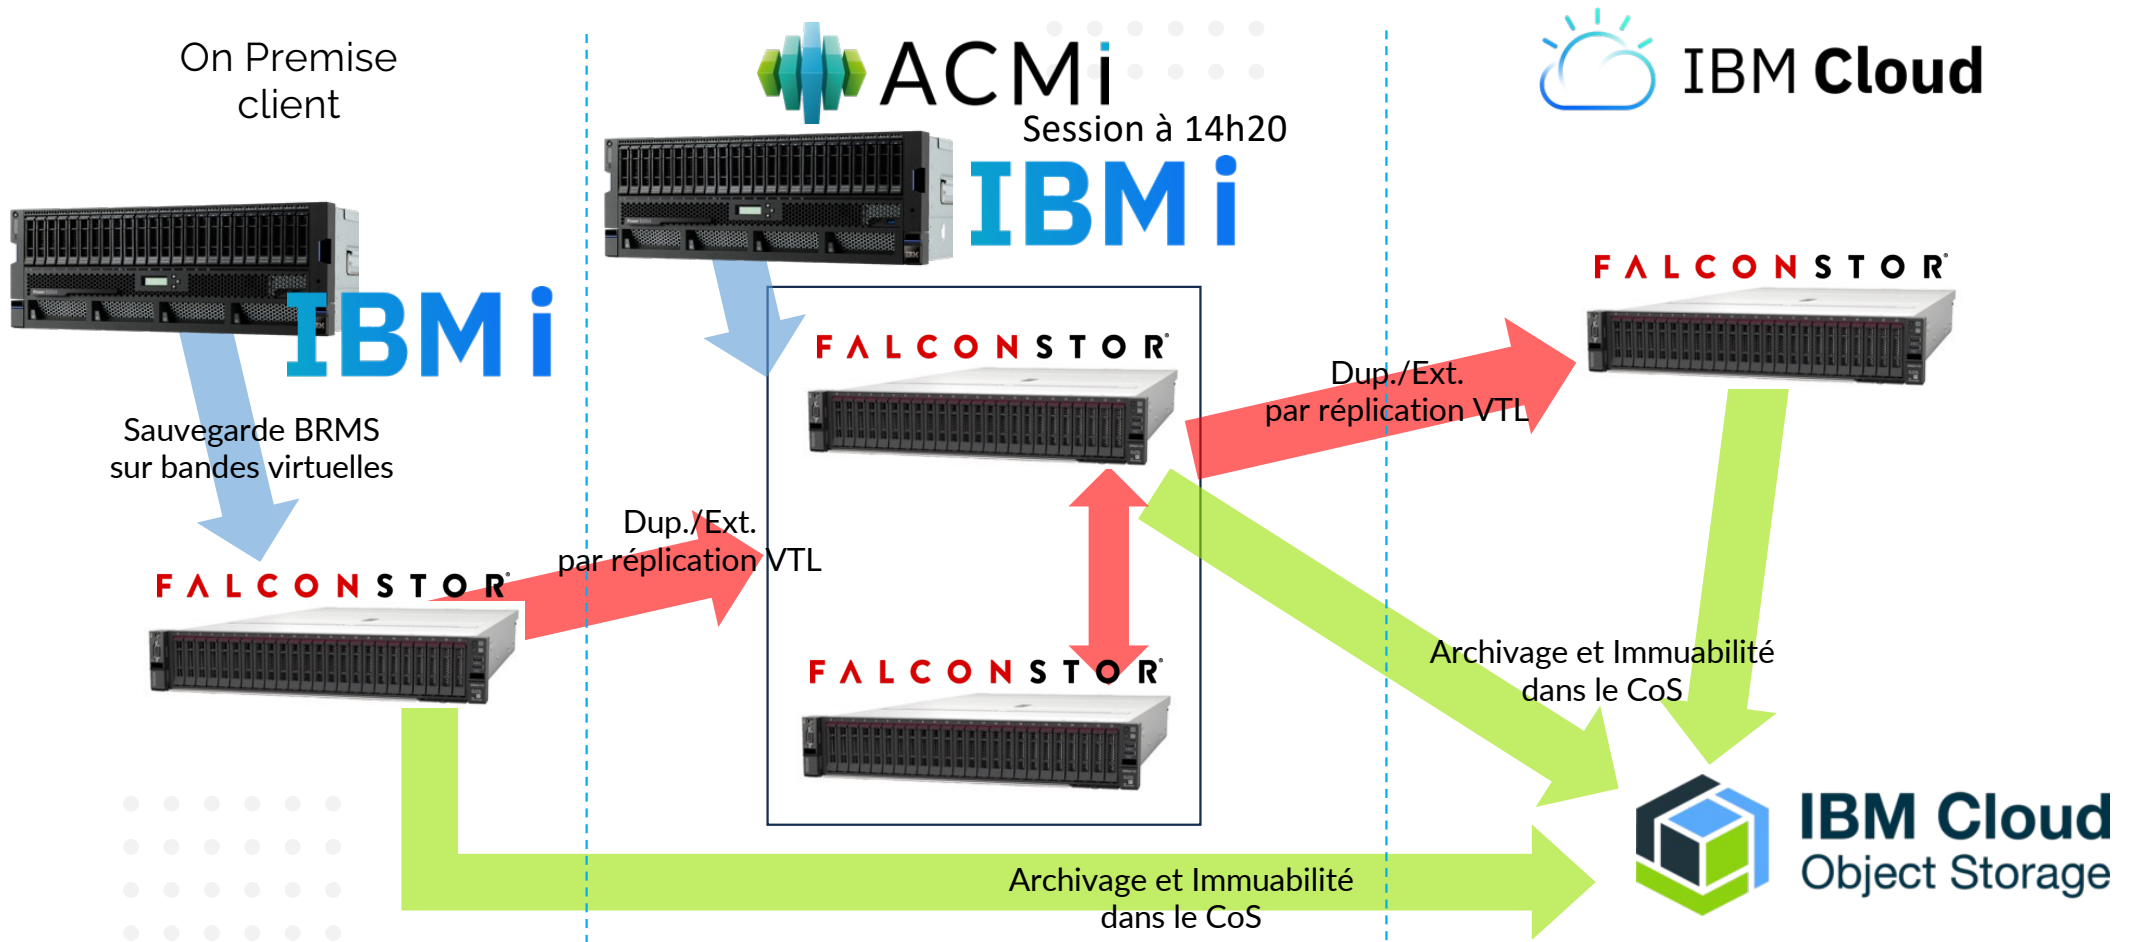 On Premise
client
ACMi
Session à 14h20
IBM Cloud
IBM i
IBM i
Sauvegarde BRMS
sur bandes virtuelles
FALCONSTOR
Dup./Ext.
par réplication VTL
FALCONSTOR
FALCONSTOR
Dup./Ext.
par réplication VTL
FALCONSTOR
Archivage et Immuabilité
dans le CoS
Archivage et Immuabilité
dans le CoS
IBM Cloud
Object Storage